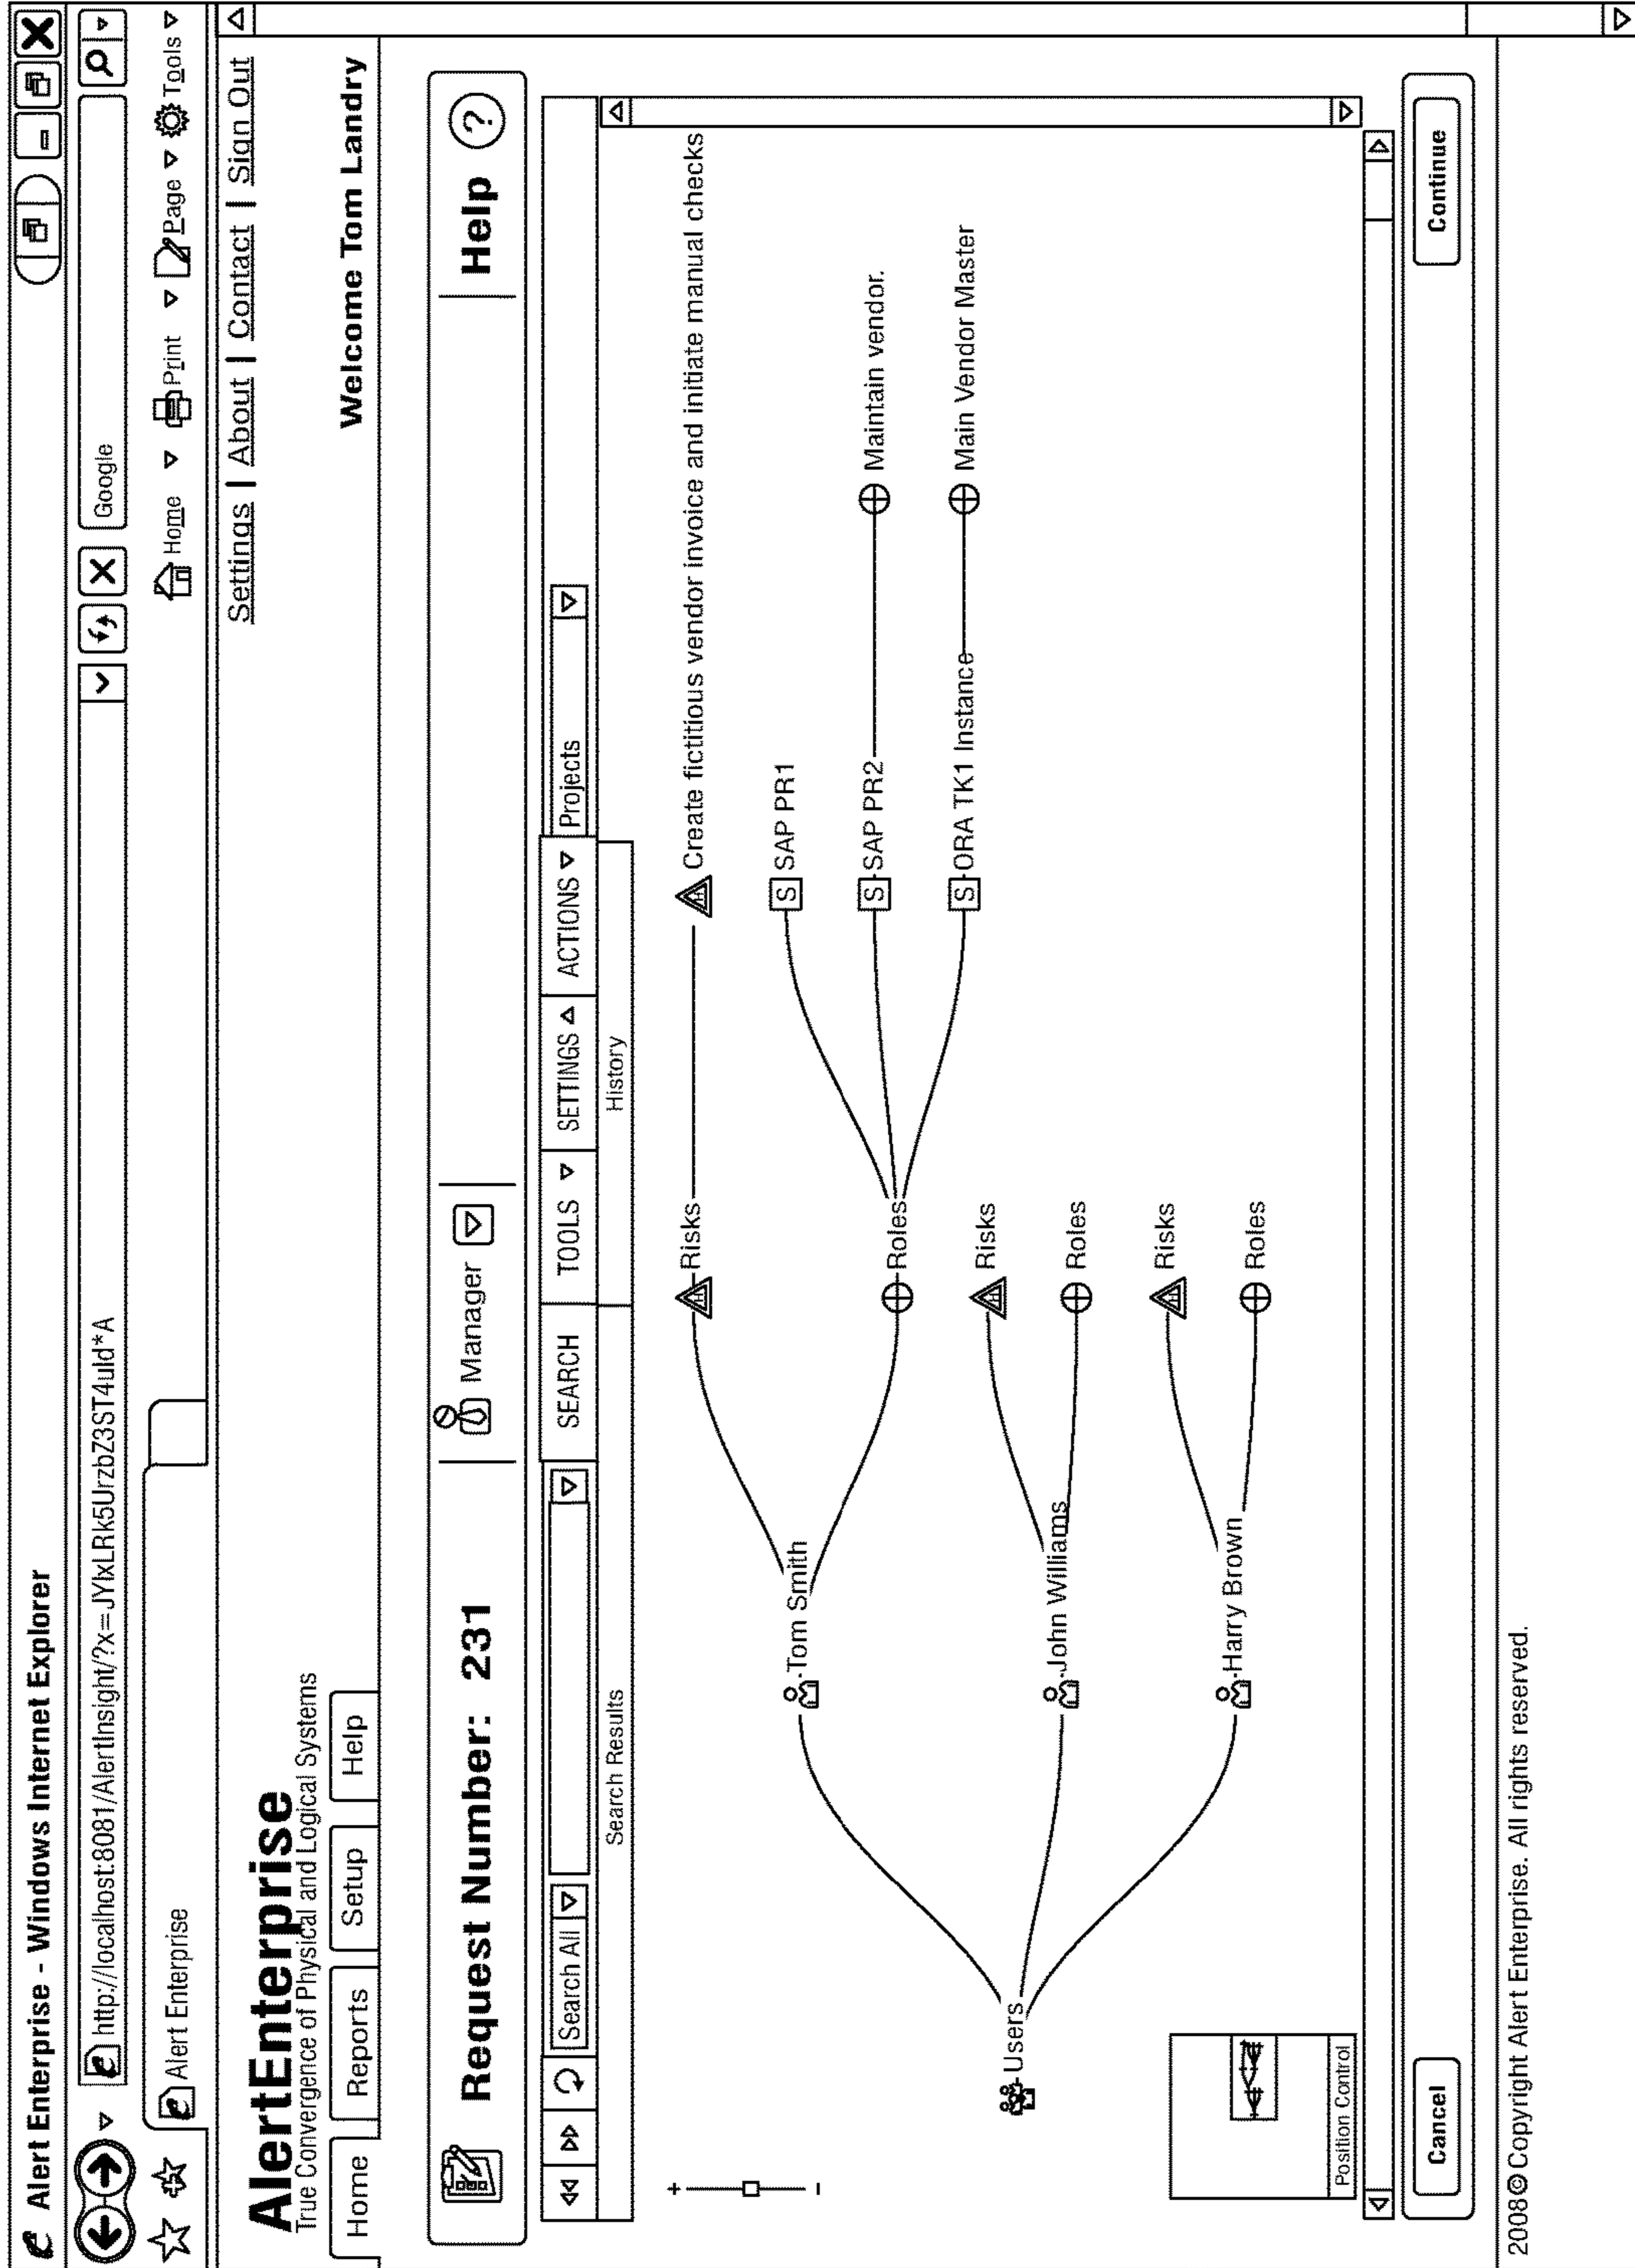 Alert Enterprise - Windows Internet Explorer
http://localhost:8081/AlertInsight/?x=JYlxLRk5UrzbZ3ST4uld*A
Google
Alert Enterprise
Home
Print
Page
Tools
Settings | About | Contact | Sign Out
AlertEnterprise
True Convergence of Physical and Logical Systems
Welcome Tom Landry
Home
Reports
Setup
Help
Request Number: 231
Manager
Help ?
Search All
SEARCH
TOOLS
SETTINGS
ACTIONS
Projects
Search Results
History
+
-
Risks
Create fictitious vendor invoice and initiate manual checks
S SAP PR1
Tom Smith
S SAP PR2
Maintain vendor.
Roles
S ORA TK1 Instance
Main Vendor Master
Risks
Users
John Williams
Roles
Risks
Harry Brown
Roles
Position Control
Cancel
Continue
2008©Copyright Alert Enterprise. All rights reserved.